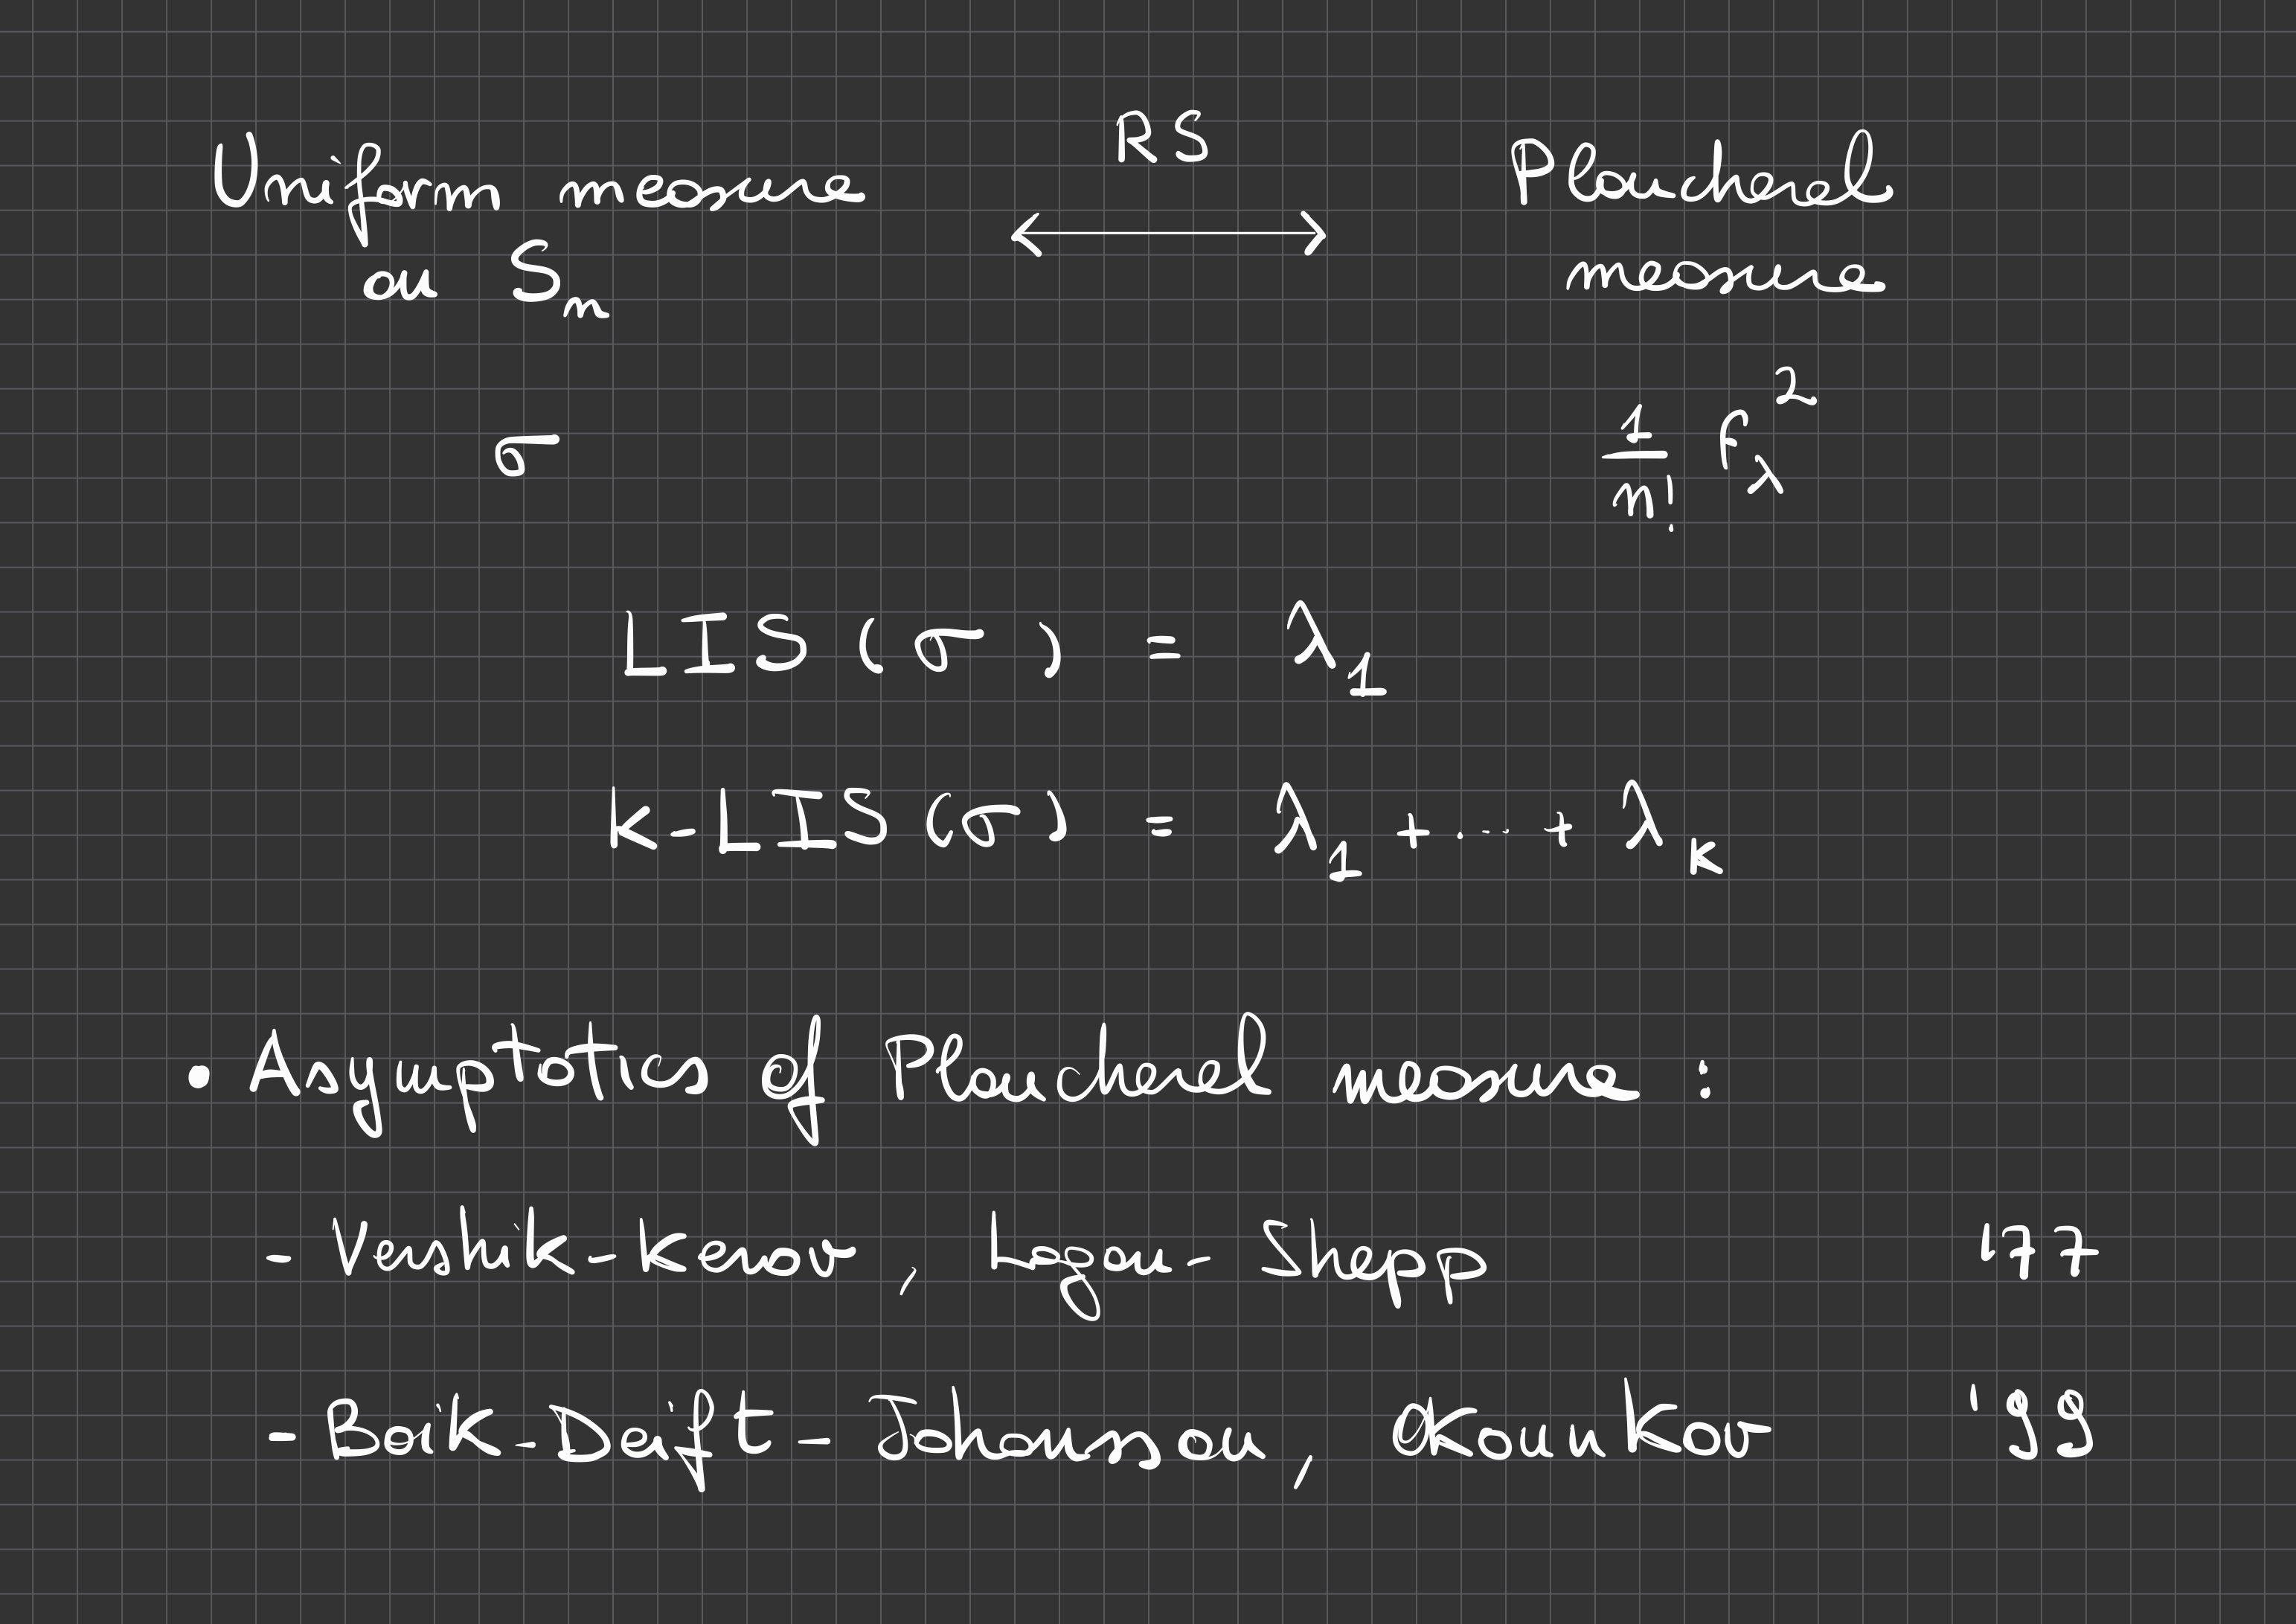 Uniform measure
on Sₙ
RS
Plancherel
measure
σ
1/n! f_λ²
LIS(σ) = λ₁
k-LIS(σ) = λ₁ + ... + λₖ
• Asymptotics of Plancherel measure :
- Vershik-Kerov, Logan-Shepp '77
- Baik-Deift-Johansson, Okounkov '99